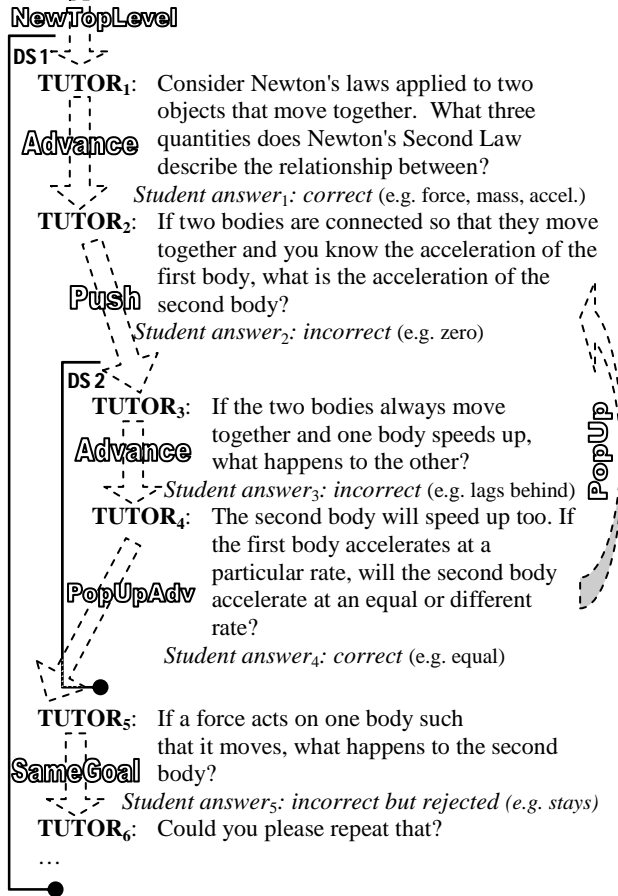 NewTopLevel
DS 1
TUTOR1: Consider Newton's laws applied to two
objects that move together. What three
Advance
quantities does Newton's Second Law
describe the relationship between?
Student answer1: correct (e.g. force, mass, accel.)
TUTOR2: If two bodies are connected so that they move
together and you know the acceleration of the
first body, what is the acceleration of the
Push
second body?
Student answer2: incorrect (e.g. zero)
DS 2
TUTOR3: If the two bodies always move
together and one body speeds up,
Advance
what happens to the other?
PopUp
Student answer3: incorrect (e.g. lags behind)
TUTOR4: The second body will speed up too. If
the first body accelerates at a
particular rate, will the second body
PopUpAdv
accelerate at an equal or different
rate?
Student answer4: correct (e.g. equal)
TUTOR5: If a force acts on one body such
that it moves, what happens to the second
SameGoal
body?
Student answer5: incorrect but rejected (e.g. stays)
TUTOR6: Could you please repeat that?
…